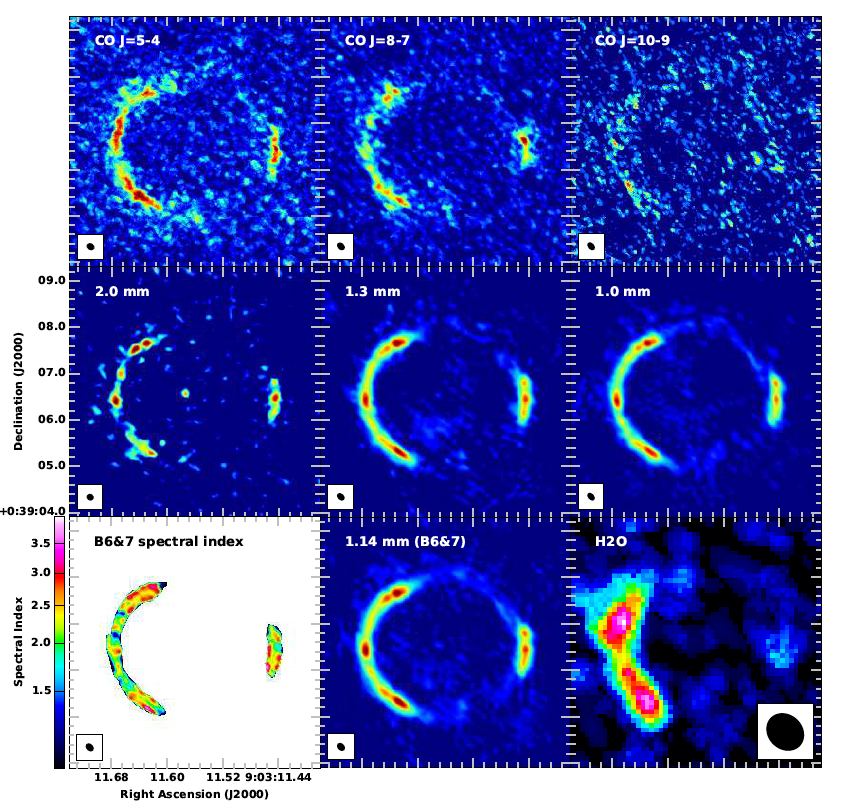 CO J=5-4
CO J=8-7
CO J=10-9
2.0 mm
1.3 mm
1.0 mm
09.0
08.0
07.0
06.0
05.0
+0:39:04.0
Declination (J2000)
B6&7 spectral index
1.14 mm (B6&7)
H2O
3.5
3.0
2.5
2.0
1.5
Spectral Index
11.68 11.60 11.52 9:03:11.44
Right Ascension (J2000)